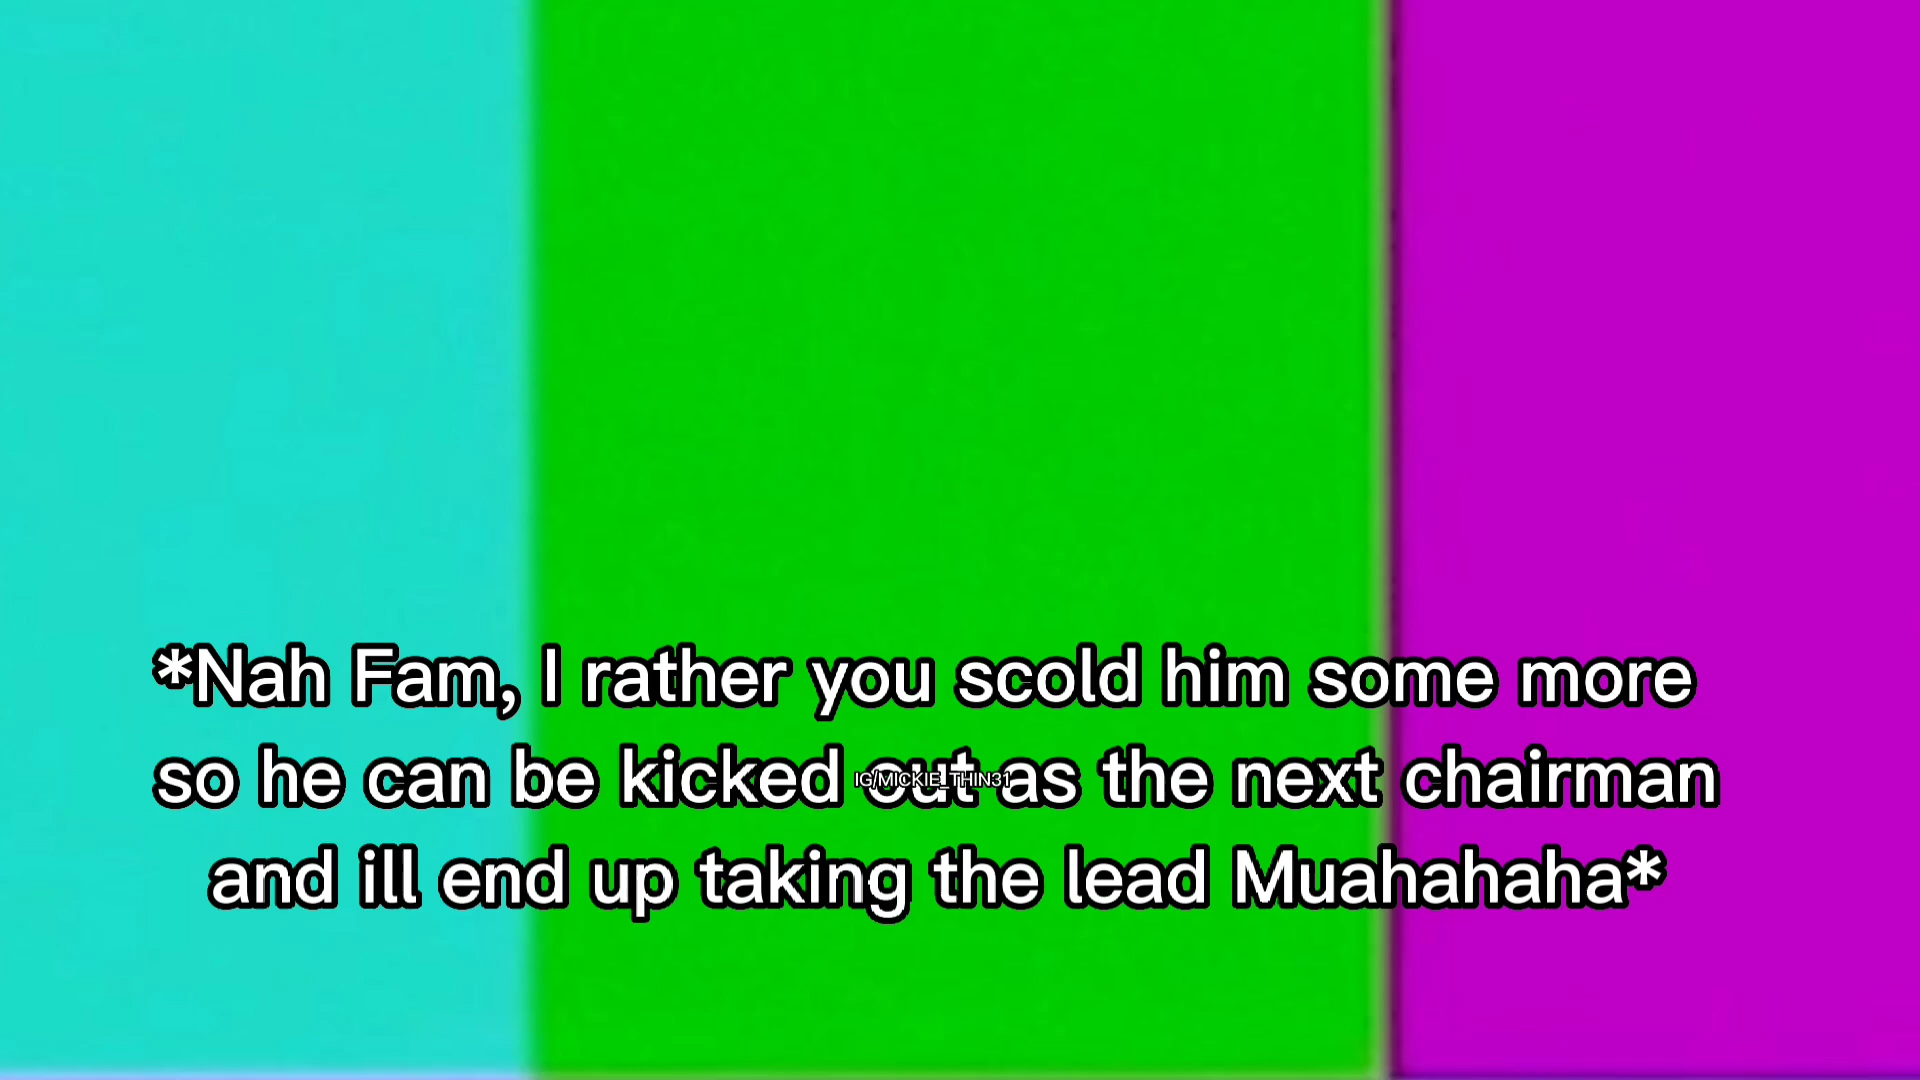 *Nah Fam, I rather you scold him some more
so he can be kicked out as the next chairman
and ill end up taking the lead Muahahaha*
IG/MICKIE_THIN31